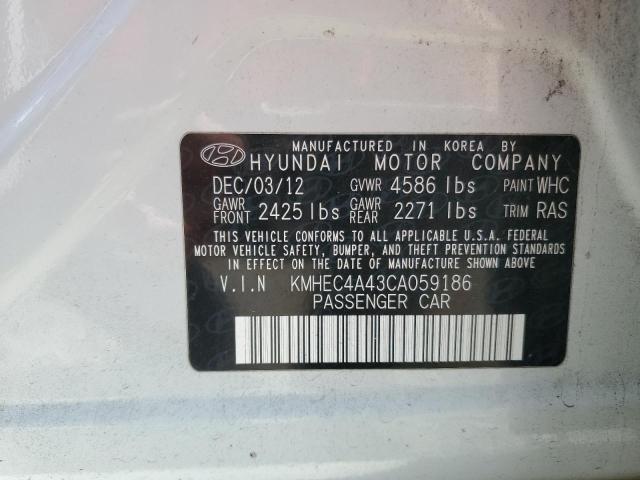 MANUFACTURED IN KOREA BY
HYUNDAI MOTOR COMPANY
DEC/03/12 GVWR 4586 lbs PAINT WHC
GAWR FRONT 2425 lbs GAWR REAR 2271 lbs TRIM RAS
THIS VEHICLE CONFORMS TO ALL APPLICABLE U.S.A. FEDERAL
MOTOR VEHICLE SAFETY, BUMPER, AND THEFT PREVENTION STANDARDS
IN EFFECT ON THE DATE OF MANUFACTURE SHOWN ABOVE
V.I.N KMHEC4A43CA059186
PASSENGER CAR